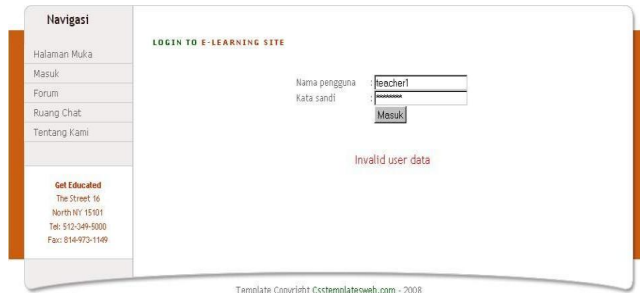 Navigasi
Halaman Muka
Masuk
Forum
Ruang Chat
Tentang Kami
Get Educated
The Street 16
North NY 15101
Tel: 512-349-5000
Fax: 814-973-1149
LOGIN TO E-LEARNING SITE
Nama pengguna : teacher1
Kata sandi : ********
Masuk
Invalid user data
Template Copyright Csstemplatesweb.com - 2008